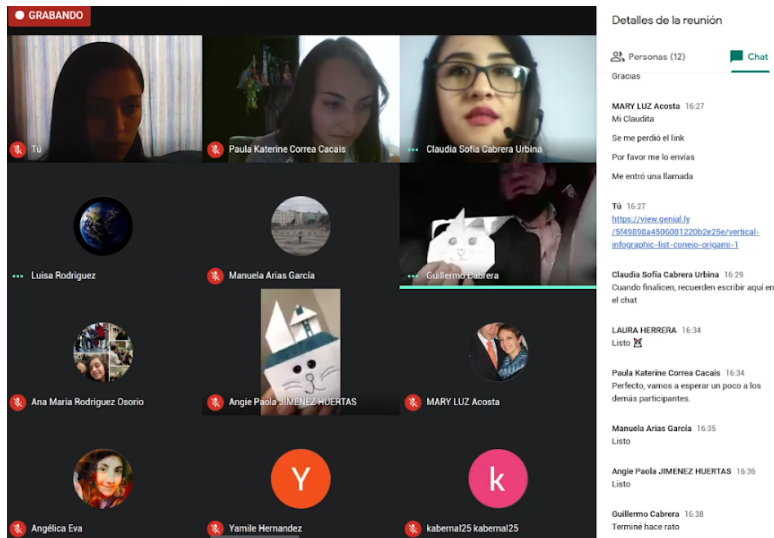 GRABANDO
Tú
Paula Katerine Correa Cacais
Claudia Sofía Cabrera Urbina
Luisa Rodriguez
Manuela Arias García
Guillermo Cabrera
Ana Maria Rodriguez Osorio
Angie Paola JIMENEZ HUERTAS
MARY LUZ Acosta
Angélica Eva
Y
Yamile Hernandez
k
kabernal25 kabernal25
Detalles de la reunión
Personas (12)
Chat
Gracias
MARY LUZ Acosta 16:27
Mi Claudita
Se me perdió el link
Por favor me lo envías
Me entró una llamada
Tú 16:27
https://view.genial.ly
/5f49898a4506081220b2e25e/vertical-
infographic-list-conejo-origami-1
Claudia Sofía Cabrera Urbina 16:29
Cuando finalicen, recuerden escribir aquí en
el chat
LAURA HERRERA 16:34
Listo
Paula Katerine Correa Cacais 16:34
Perfecto, vamos a esperar un poco a los
demás participantes.
Manuela Arias García 16:35
Listo
Angie Paola JIMENEZ HUERTAS 16:36
Listo
Guillermo Cabrera 16:38
Terminé hace rato